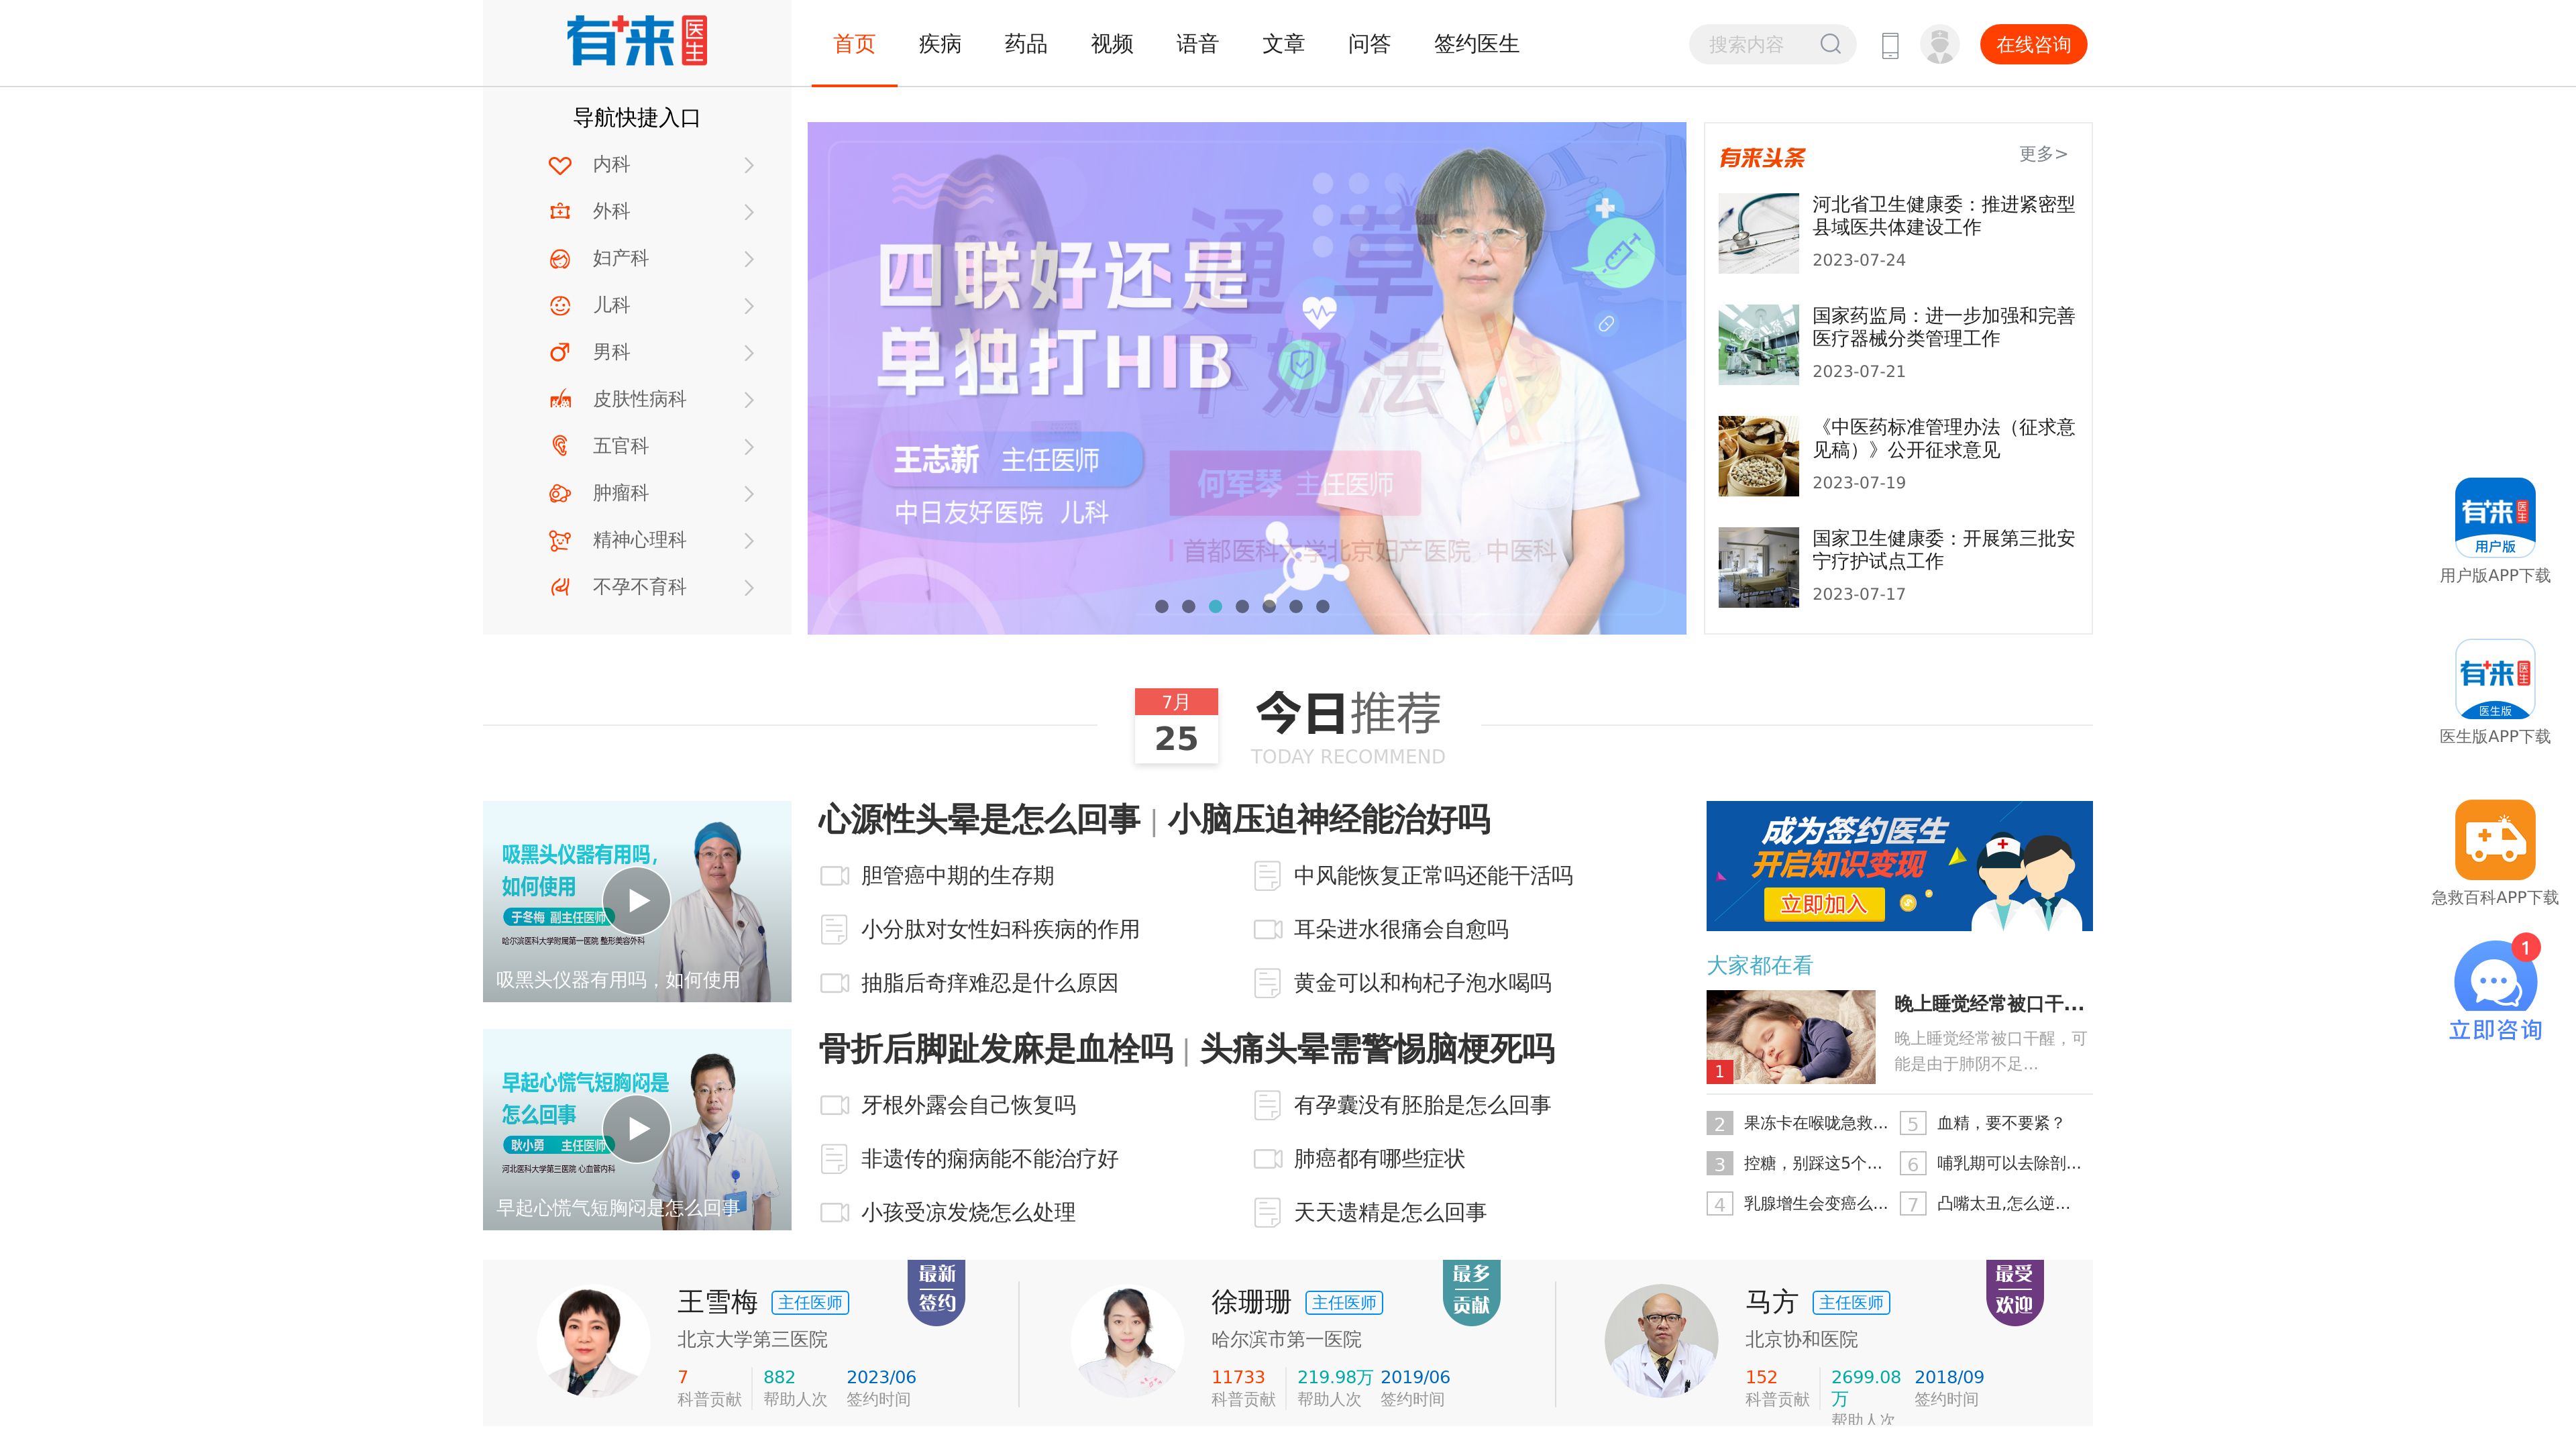 有来医生
首页
疾病
药品
视频
语音
文章
问答
签约医生
搜索内容
在线咨询
导航快捷入口
内科
外科
妇产科
儿科
男科
皮肤性病科
五官科
肿瘤科
精神心理科
不孕不育科
四联好还是
单独打HIB
王志新 主任医师
中日友好医院 儿科
通草
下奶法
何军琴 主任医师
首都医科大学北京妇产医院 中医科
有来头条
更多>
河北省卫生健康委：推进紧密型
县域医共体建设工作
2023-07-24
国家药监局：进一步加强和完善
医疗器械分类管理工作
2023-07-21
《中医药标准管理办法（征求意
见稿）》公开征求意见
2023-07-19
国家卫生健康委：开展第三批安
宁疗护试点工作
2023-07-17
有来医生
用户版
用户版APP下载
有来医生
医生版
医生版APP下载
急救百科APP下载
1
立即咨询
7月
25
今日推荐
TODAY RECOMMEND
吸黑头仪器有用吗，
如何使用
于冬梅 副主任医师
哈尔滨医科大学附属第一医院 整形美容外科
吸黑头仪器有用吗，如何使用
早起心慌气短胸闷是
怎么回事
耿小勇 主任医师
河北医科大学第三医院 心血管内科
早起心慌气短胸闷是怎么回事
心源性头晕是怎么回事 | 小脑压迫神经能治好吗
胆管癌中期的生存期
中风能恢复正常吗还能干活吗
小分肽对女性妇科疾病的作用
耳朵进水很痛会自愈吗
抽脂后奇痒难忍是什么原因
黄金可以和枸杞子泡水喝吗
骨折后脚趾发麻是血栓吗 | 头痛头晕需警惕脑梗死吗
牙根外露会自己恢复吗
有孕囊没有胚胎是怎么回事
非遗传的痫病能不能治疗好
肺癌都有哪些症状
小孩受凉发烧怎么处理
天天遗精是怎么回事
成为签约医生
开启知识变现
立即加入
大家都在看
1
晚上睡觉经常被口干...
晚上睡觉经常被口干醒，可
能是由于肺阴不足...
2 果冻卡在喉咙急救...
5 血精，要不要紧？
3 控糖，别踩这5个...
6 哺乳期可以去除剖...
4 乳腺增生会变癌么...
7 凸嘴太丑,怎么逆...
王雪梅 主任医师
最新
签约
北京大学第三医院
7 882 2023/06
科普贡献 帮助人次 签约时间
徐珊珊 主任医师
最多
贡献
哈尔滨市第一医院
11733 219.98万 2019/06
科普贡献 帮助人次 签约时间
马方 主任医师
最受
欢迎
北京协和医院
152 2699.08 2018/09
万
科普贡献 帮助人次 签约时间